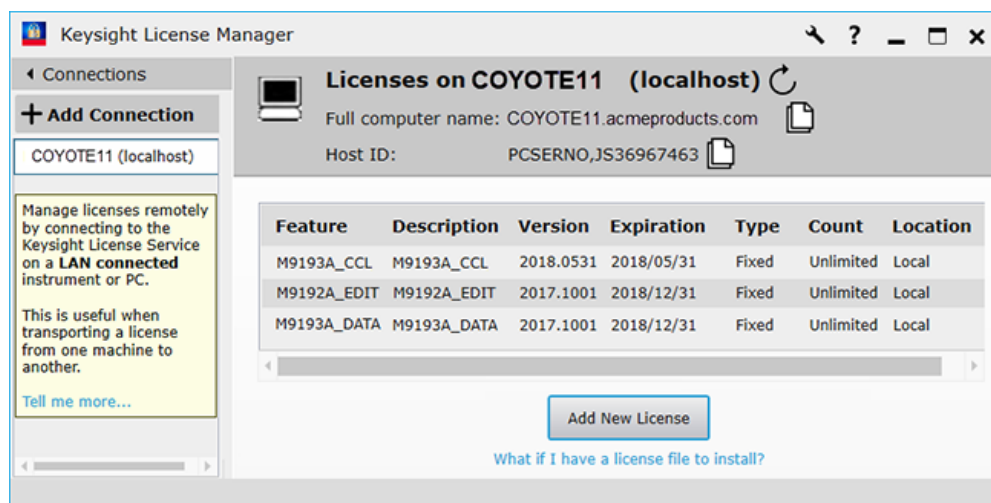 Keysight License Manager
?
Connections
+ Add Connection
COYOTE11 (localhost)
Manage licenses remotely
by connecting to the
Keysight License Service
on a LAN connected
instrument or PC.
This is useful when
transporting a license
from one machine to
another.
Tell me more...
Licenses on COYOTE11 (localhost)
Full computer name: COYOTE11.acmeproducts.com
Host ID: PCSERNO,JS36967463
Feature Description Version Expiration Type Count Location
M9193A_CCL M9193A_CCL 2018.0531 2018/05/31 Fixed Unlimited Local
M9192A_EDIT M9192A_EDIT 2017.1001 2018/12/31 Fixed Unlimited Local
M9193A_DATA M9193A_DATA 2017.1001 2018/12/31 Fixed Unlimited Local
Add New License
What if I have a license file to install?